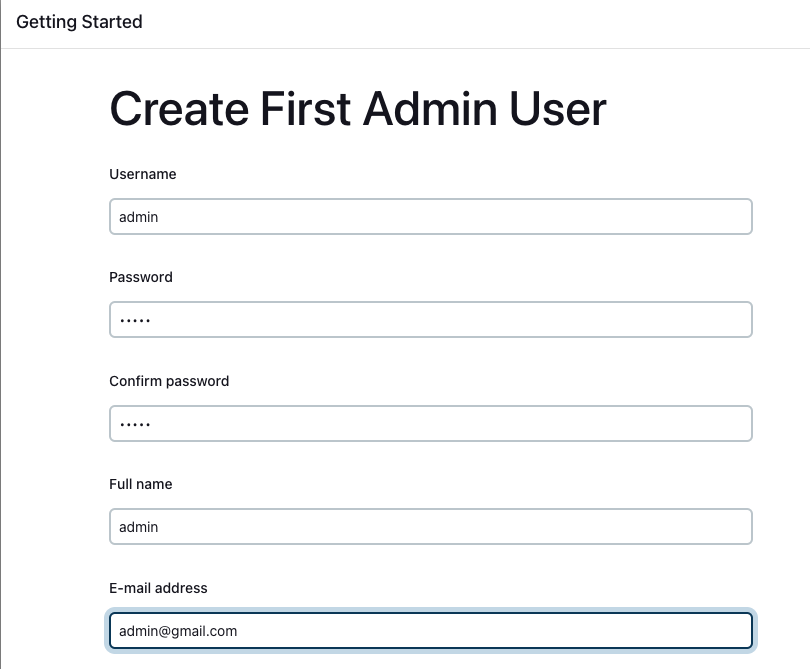 Getting Started
Create First Admin User
Username
admin
Password
•••••
Confirm password
•••••
Full name
admin
E-mail address
admin@gmail.com